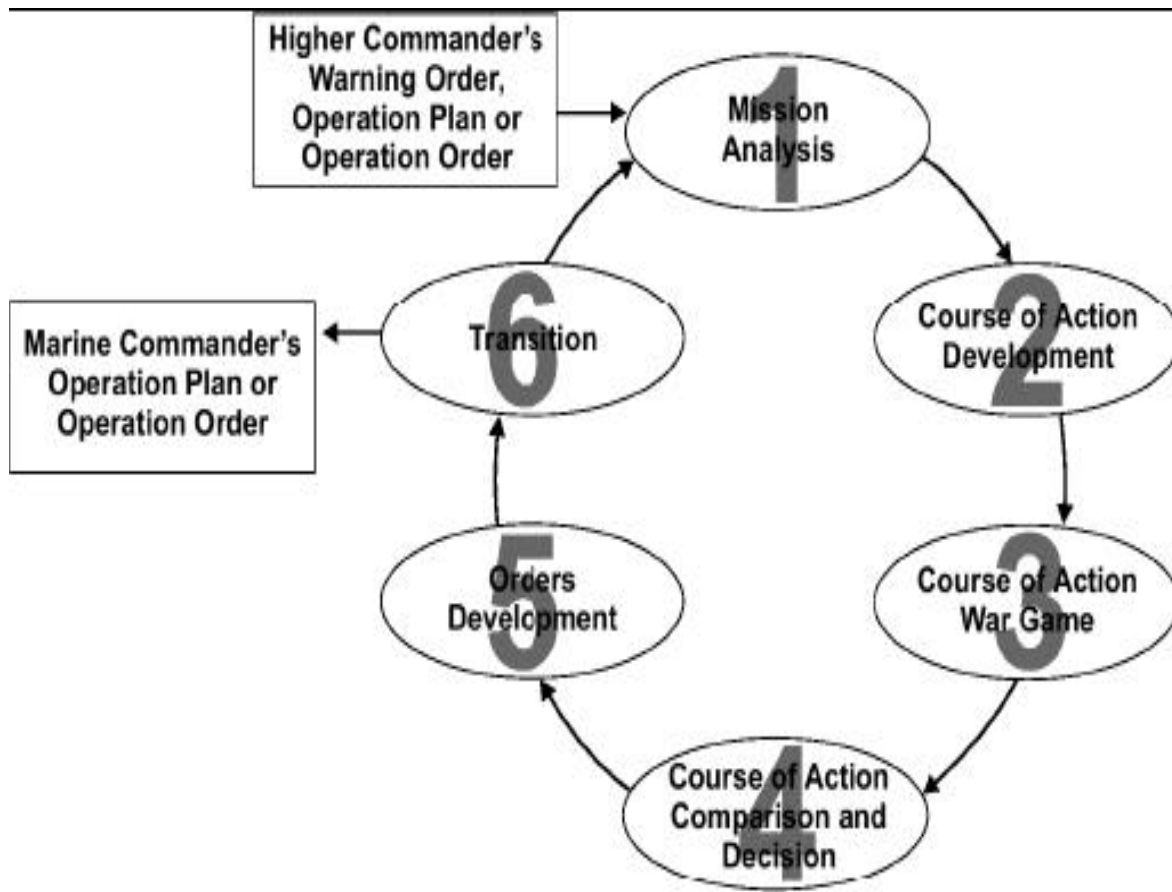 Higher Commander's
Warning Order,
Operation Plan or
Operation Order
1
Mission
Analysis
2
Course of Action
Development
3
Course of Action
War Game
4
Course of Action
Comparison and
Decision
5
Orders
Development
6
Transition
Marine Commander's
Operation Plan or
Operation Order